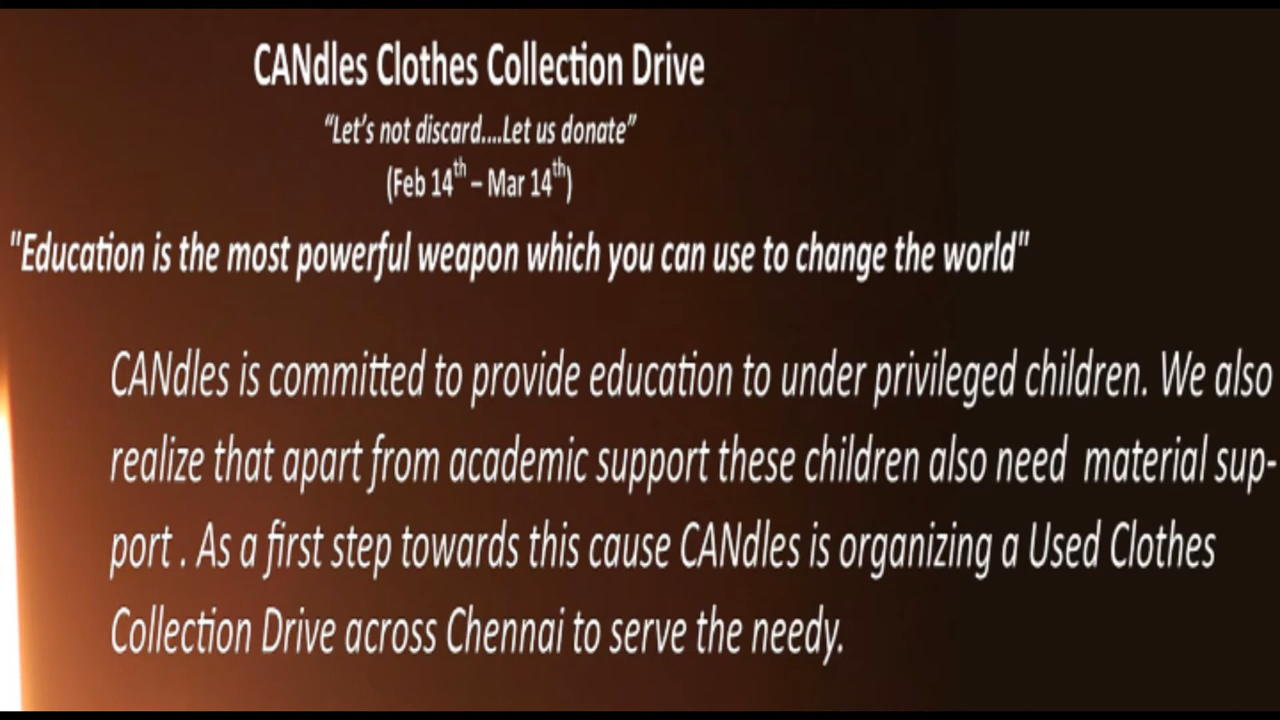 CANdles Clothes Collection Drive
“Let’s not discard....Let us donate”
(Feb 14th – Mar 14th)
"Education is the most powerful weapon which you can use to change the world"
CANdles is committed to provide education to under privileged children. We also
realize that apart from academic support these children also need material sup-
port . As a first step towards this cause CANdles is organizing a Used Clothes
Collection Drive across Chennai to serve the needy.